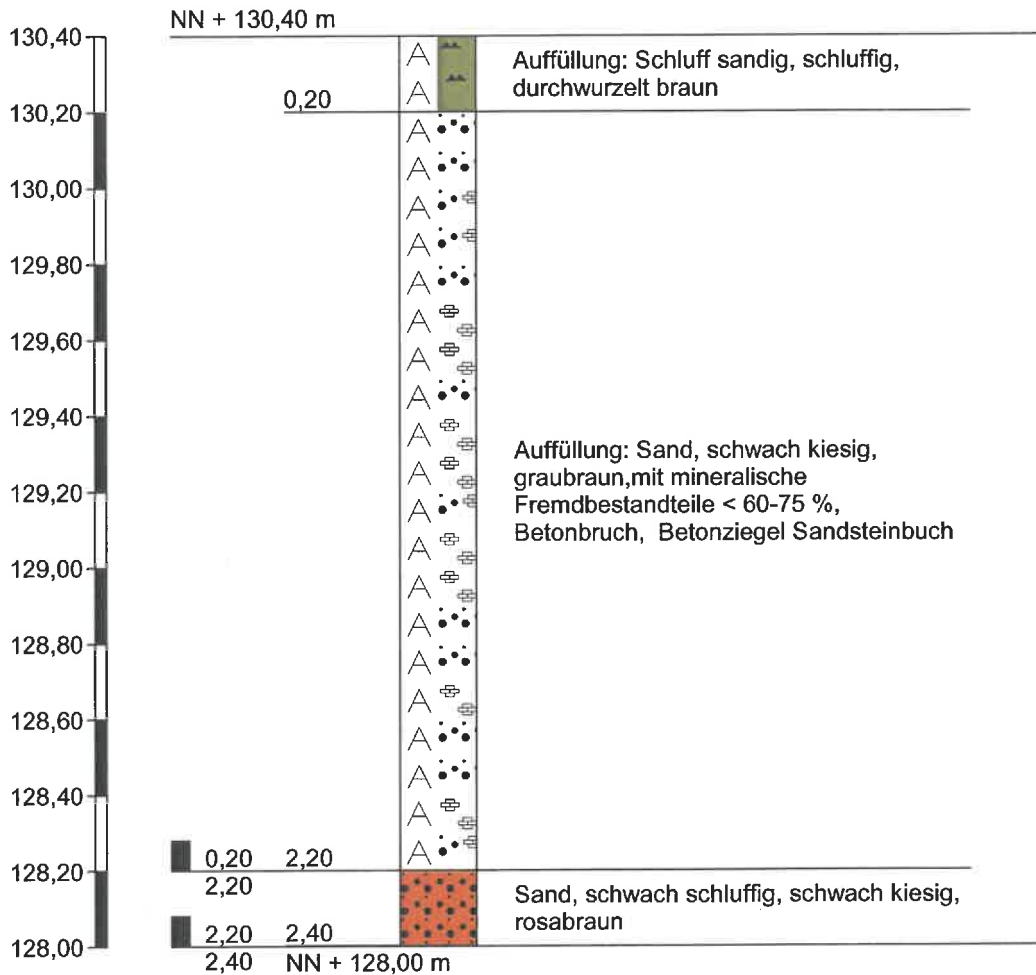 NN + 130,40 m
130,40
Auffüllung: Schluff sandig, schluffig,
durchwurzelt braun
0,20
130,20
130,00
129,80
129,60
129,40
Auffüllung: Sand, schwach kiesig,
graubraun,mit mineralische
129,20
Fremdbestandteile < 60-75 %,
Betonbruch, Betonziegel Sandsteinbuch
129,00
128,80
128,60
128,40
0,20 2,20
128,20
2,20
Sand, schwach schluffig, schwach kiesig,
rosabraun
2,20 2,40
128,00
2,40 NN + 128,00 m